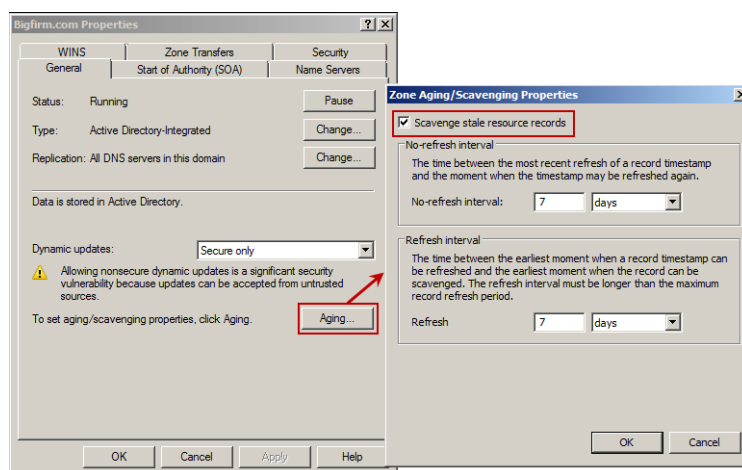 Bigfirm.com Properties
WINS Zone Transfers Security
General Start of Authority (SOA) Name Servers
Status: Running Pause
Type: Active Directory-Integrated Change...
Replication: All DNS servers in this domain Change...
Data is stored in Active Directory.
Dynamic updates: Secure only
Allowing nonsecure dynamic updates is a significant security
vulnerability because updates can be accepted from untrusted
sources.
To set aging/scavenging properties, click Aging. Aging...
OK Cancel Apply Help
Zone Aging/Scavenging Properties
Scavenge stale resource records
No-refresh interval
The time between the most recent refresh of a record timestamp
and the moment when the timestamp may be refreshed again.
No-refresh interval: 7 days
Refresh interval
The time between the earliest moment when a record timestamp can
be refreshed and the earliest moment when the record can be
scavenged. The refresh interval must be longer than the maximum
record refresh period.
Refresh 7 days
OK Cancel